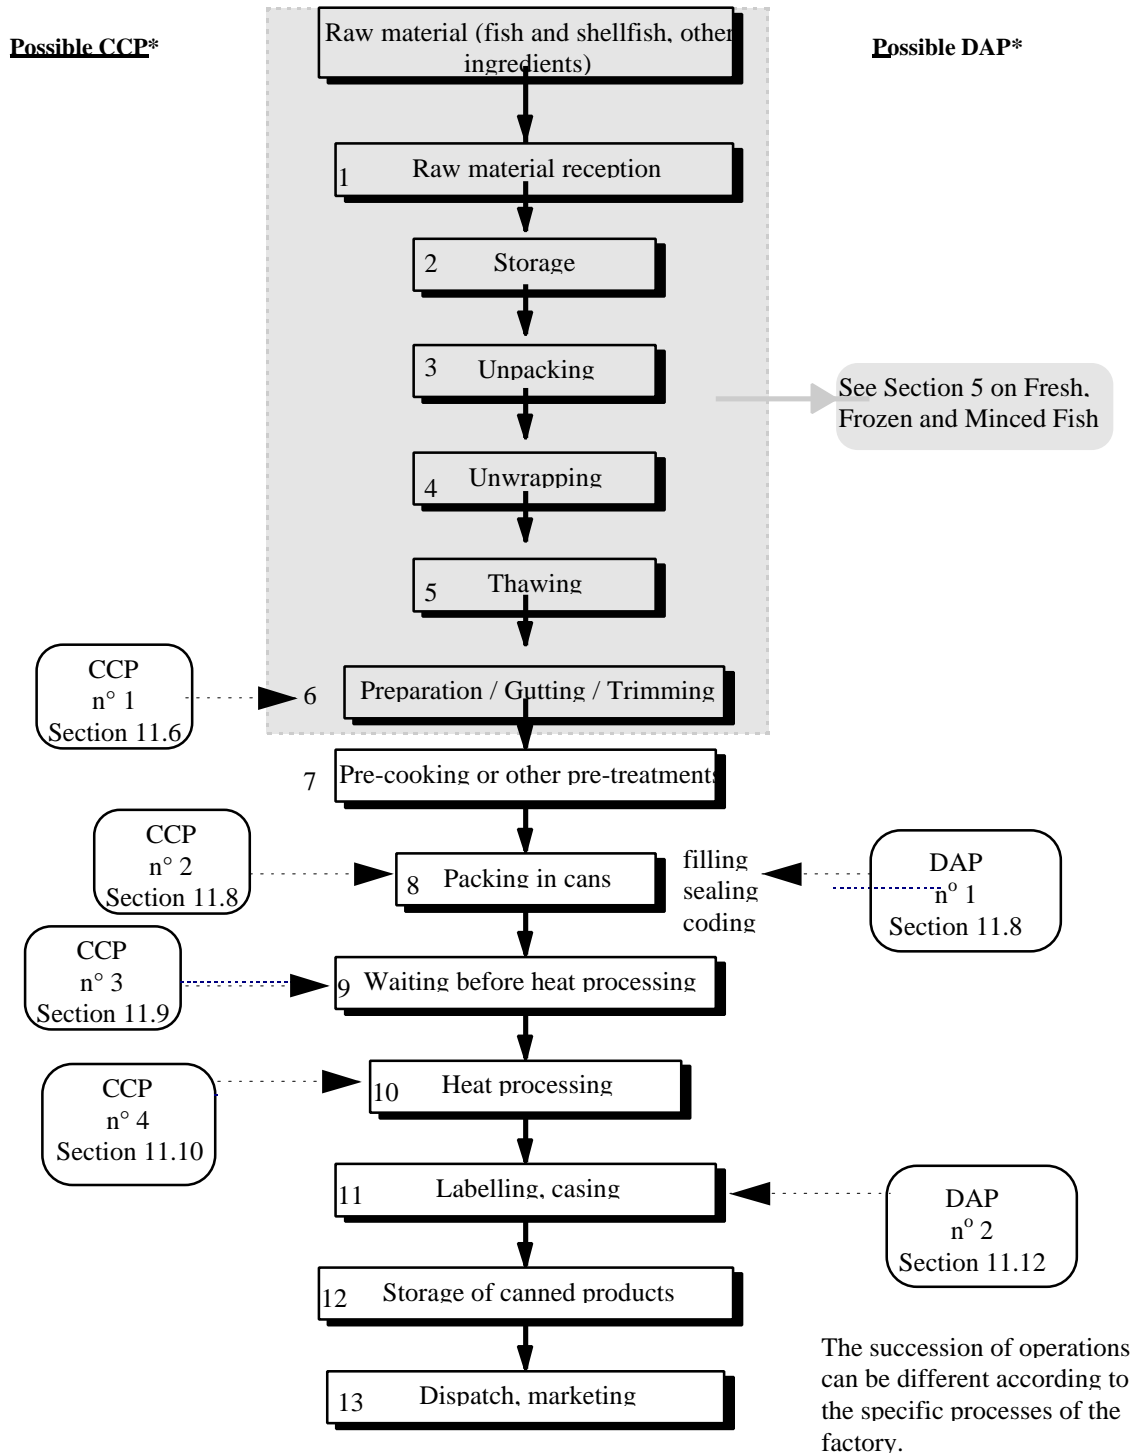 Possible CCP*
Possible DAP*
Raw material (fish and shellfish, other
ingredients)
1 Raw material reception
2 Storage
3 Unpacking
See Section 5 on Fresh,
Frozen and Minced Fish
4 Unwrapping
5 Thawing
CCP
n° 1
Section 11.6
6 Preparation / Gutting / Trimming
7 Pre-cooking or other pre-treatments
CCP
n° 2
Section 11.8
8 Packing in cans
filling
sealing
coding
DAP
nº 1
Section 11.8
CCP
n° 3
Section 11.9
9 Waiting before heat processing
CCP
n° 4
Section 11.10
10 Heat processing
11 Labelling, casing
DAP
nº 2
Section 11.12
12 Storage of canned products
13 Dispatch, marketing
The succession of operations
can be different according to
the specific processes of the
factory.